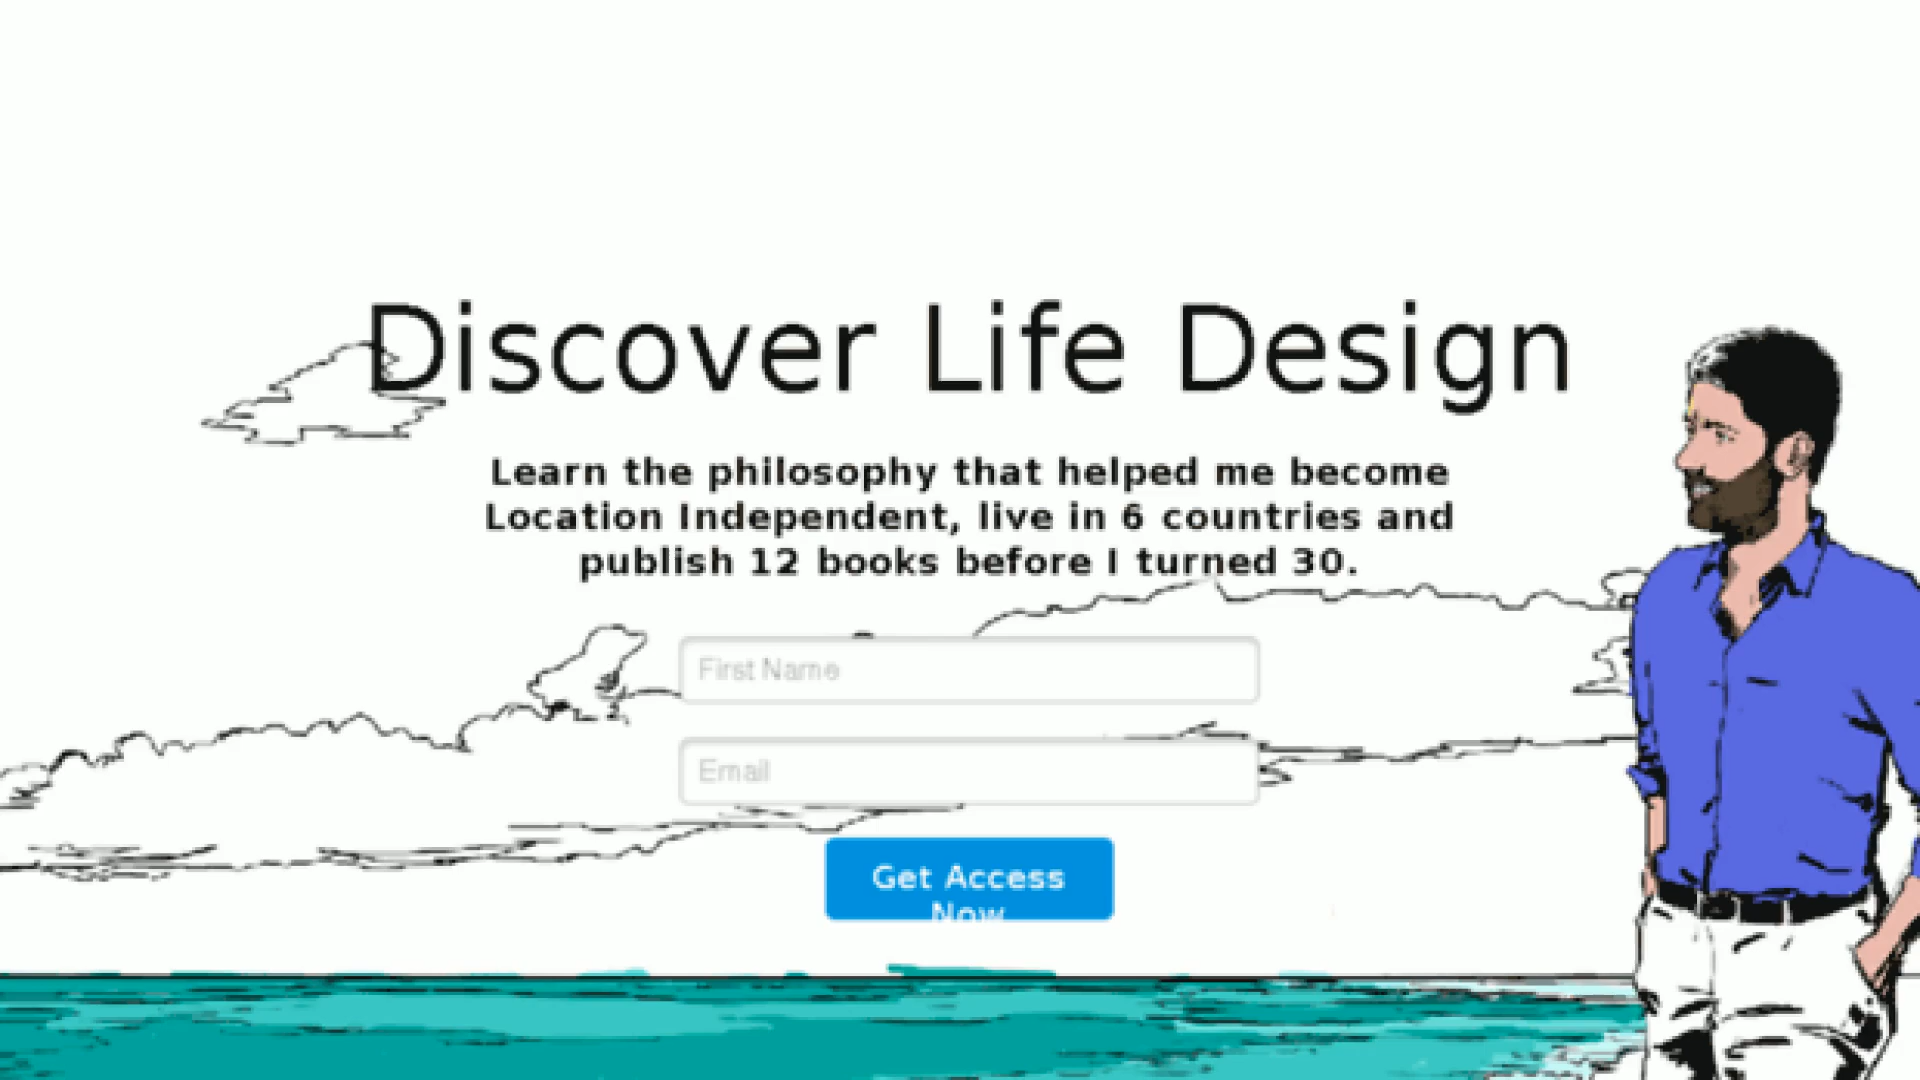 Discover Life Design
Learn the philosophy that helped me become
Location Independent, live in 6 countries and
publish 12 books before I turned 30.
First Name
Email
Get Access
Now